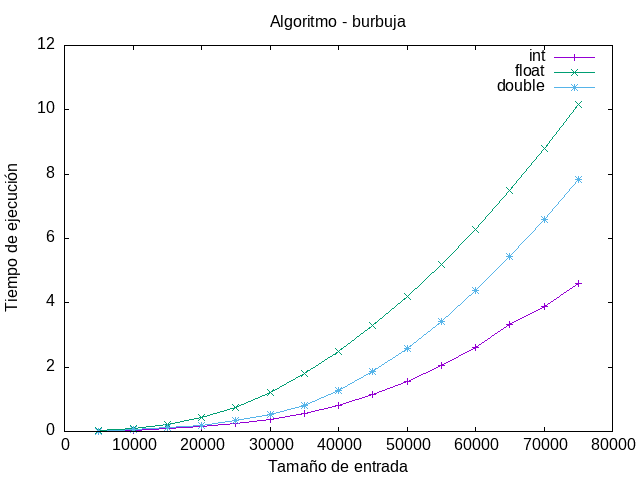 Algoritmo - burbuja
int
float
double
Tiempo de ejecución
12
10
8
6
4
2
0
0 10000 20000 30000 40000 50000 60000 70000 80000
Tamaño de entrada